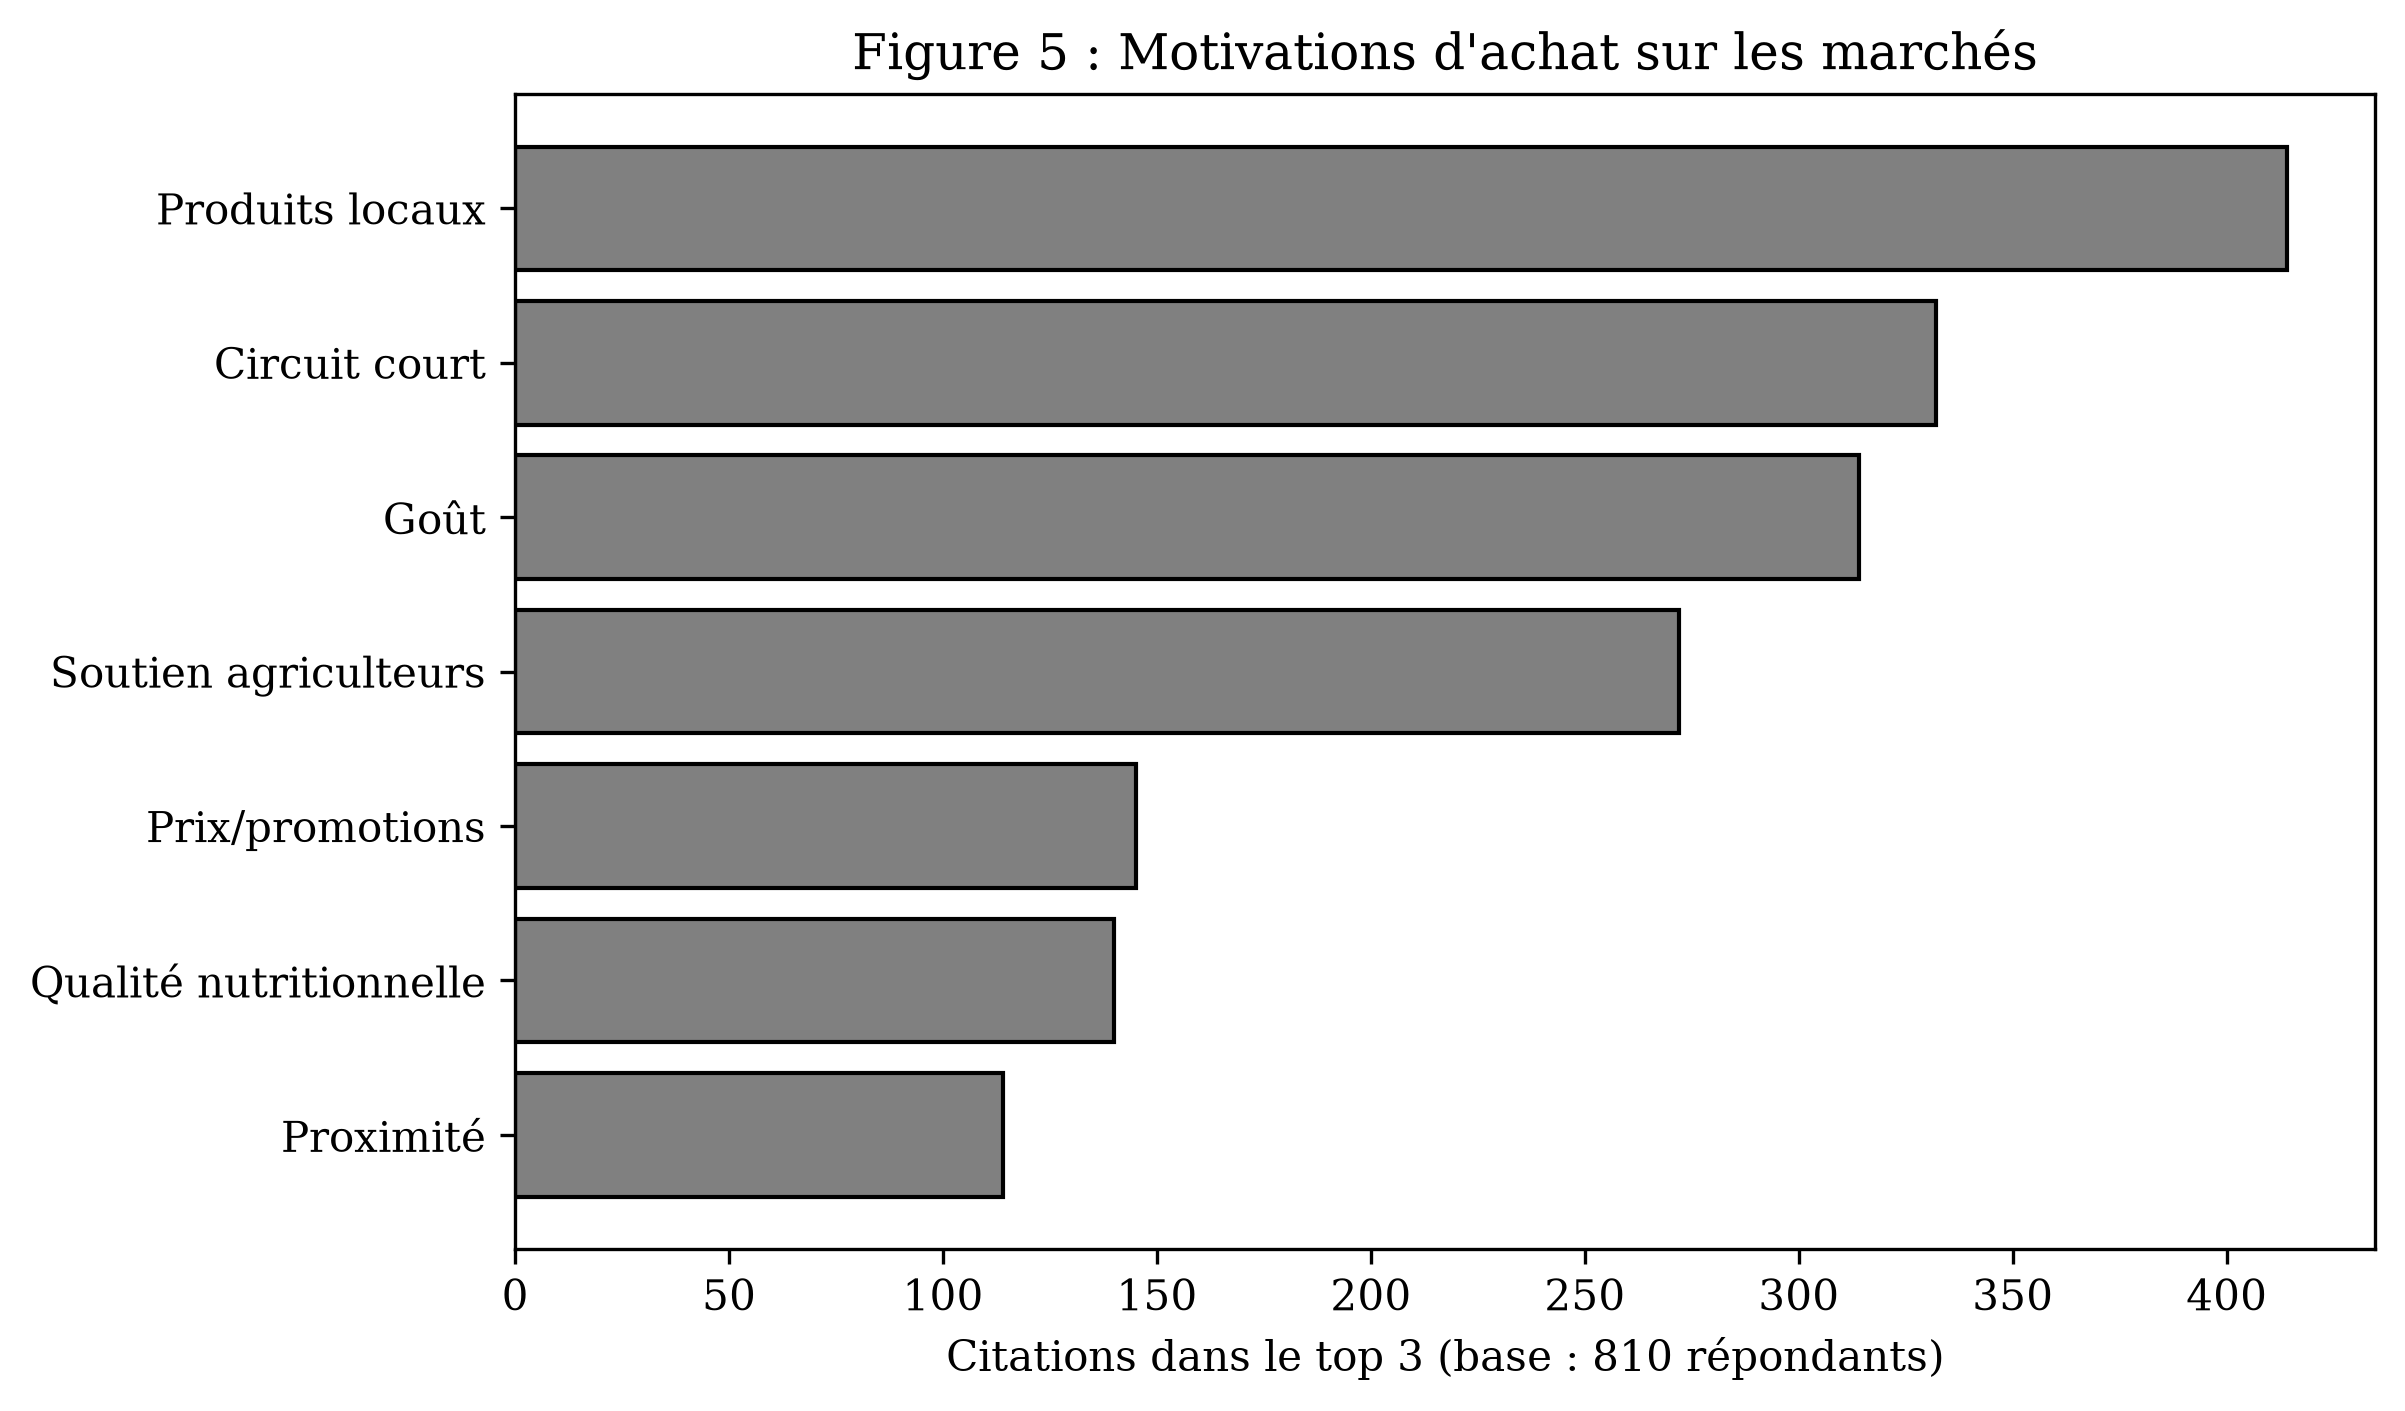 Figure 5 : Motivations d'achat sur les marchés
Produits locaux
Circuit court
Goût
Soutien agriculteurs
Prix/promotions
Qualité nutritionnelle
Proximité
0 50 100 150 200 250 300 350 400
Citations dans le top 3 (base : 810 répondants)